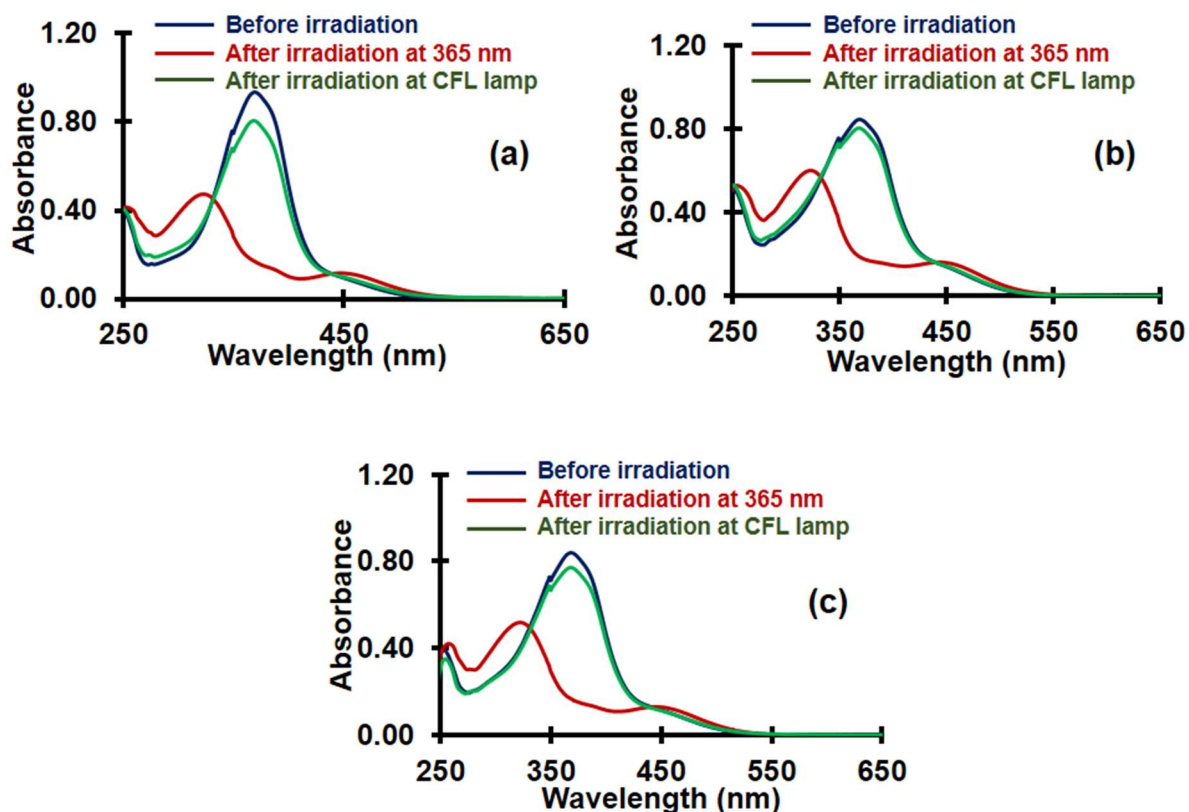 Before irradiation
After irradiation at 365 nm
After irradiation at CFL lamp
1.20
0.80
0.40
0.00
Absorbance
(a)
250 450 650
Wavelength (nm)
Before irradiation
After irradiation at 365 nm
After irradiation at CFL lamp
1.20
0.80
0.40
0.00
Absorbance
(b)
250 350 450 550 650
Wavelength (nm)
Before irradiation
After irradiation at 365 nm
After irradiation at CFL lamp
1.20
0.80
0.40
0.00
Absorbance
(c)
250 350 450 550 650
Wavelength (nm)